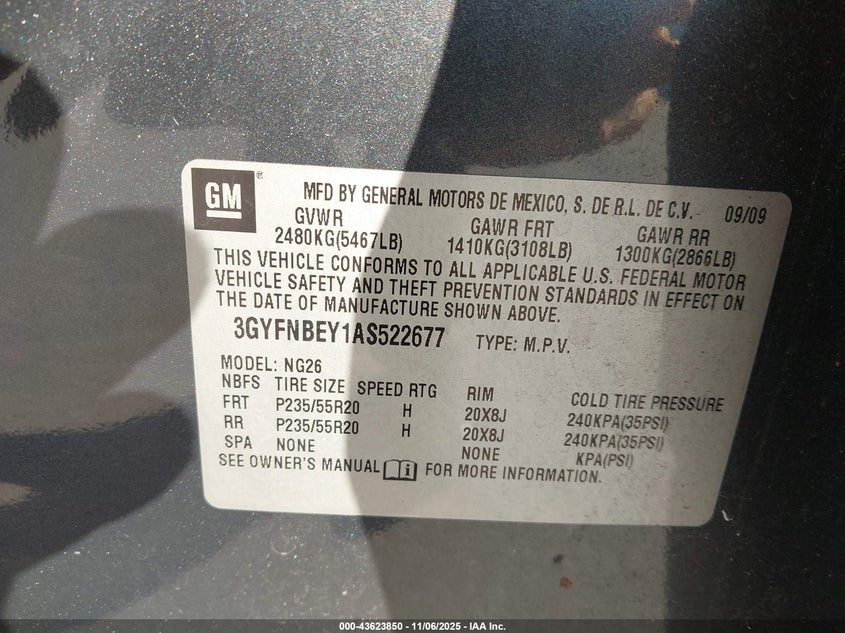 GM®
MFD BY GENERAL MOTORS DE MEXICO, S. DE R.L. DE C.V. 09/09
GVWR GAWR FRT GAWR RR
2480KG(5467LB) 1410KG(3108LB) 1300KG(2866LB)
THIS VEHICLE CONFORMS TO ALL APPLICABLE U.S. FEDERAL MOTOR
VEHICLE SAFETY AND THEFT PREVENTION STANDARDS IN EFFECT ON
THE DATE OF MANUFACTURE SHOWN ABOVE.
3GYFNBEY1AS522677 TYPE: M.P.V.
MODEL: NG26
NBFS TIRE SIZE SPEED RTG RIM COLD TIRE PRESSURE
FRT P235/55R20 H 20X8J 240KPA(35PSI)
RR P235/55R20 H 20X8J 240KPA(35PSI)
SPA NONE NONE KPA(PSI)
SEE OWNER'S MANUAL FOR MORE INFORMATION.
000-43623850 - 11/06/2025 - IAA Inc.